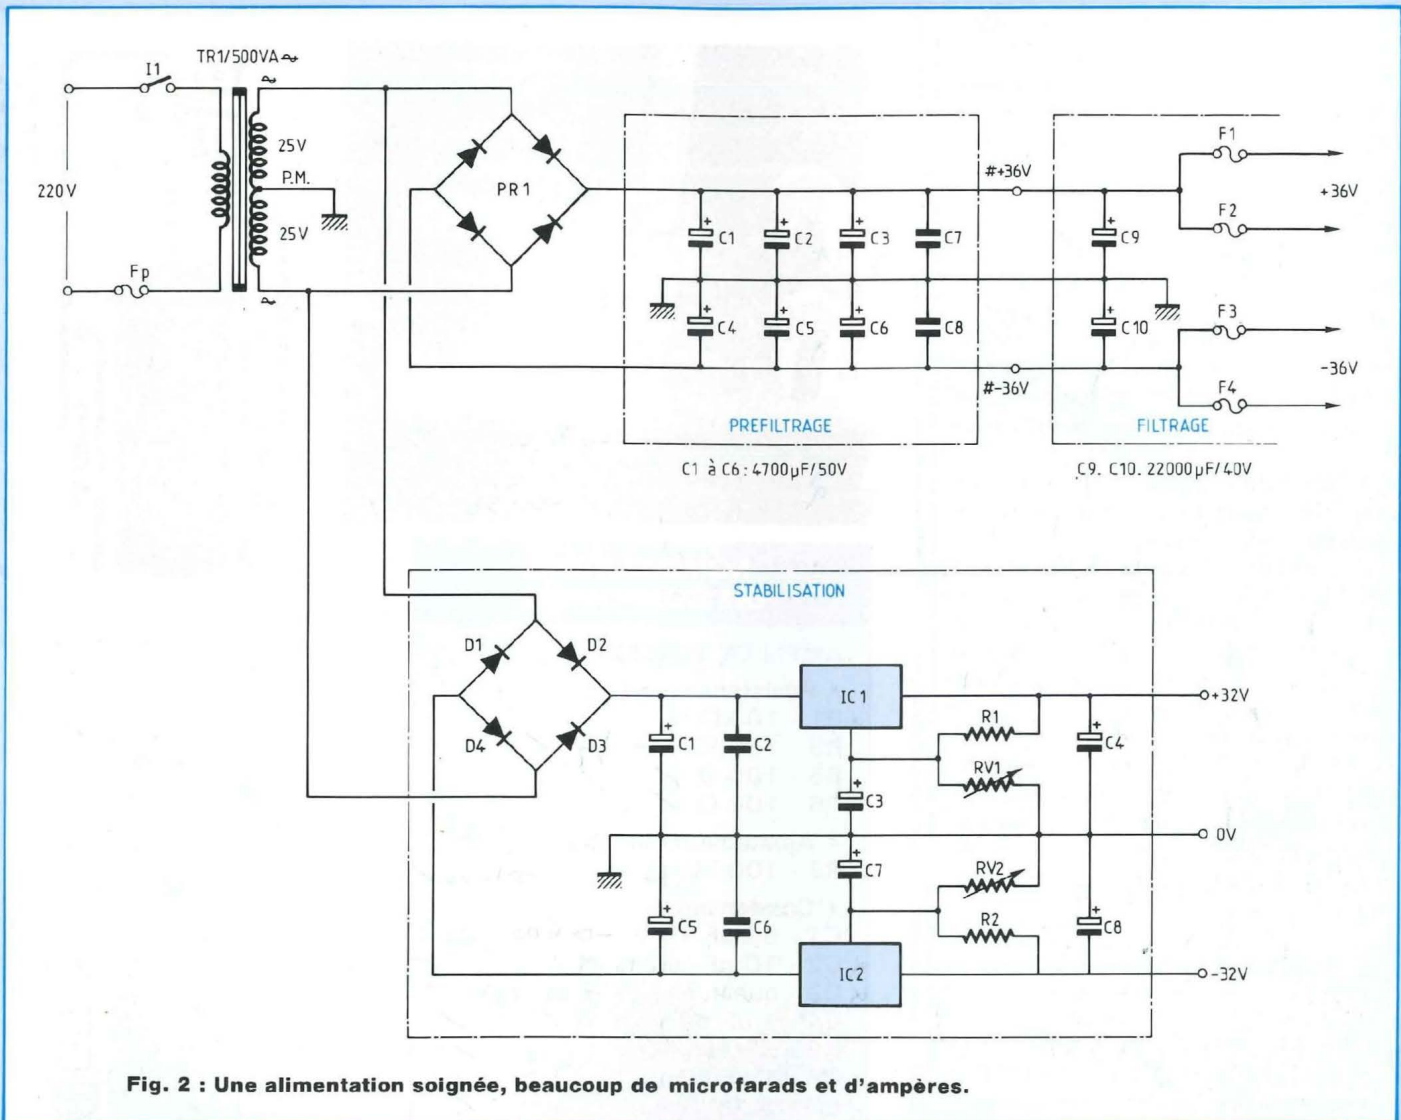 TR1/500VA ~
I1
~
25V
P.M.
25V
220V
Fp
~
PR1
#+36V
F1
+36V
F2
+ C1
+ C2
+ C3
C7
+ C9
+ C4
+ C5
+ C6
C8
+ C10
F3
-36V
F4
#-36V
PREFILTRAGE
FILTRAGE
C1 à C6 : 4700µF/50V
C9. C10. 22000µF/40V
STABILISATION
D1
D2
D4
D3
IC1
+32V
R1
RV1
+ C1
C2
+ C3
+ C4
0V
+ C7
RV2
R2
+ C5
C6
+ C8
IC2
-32V
Fig. 2 : Une alimentation soignée, beaucoup de microfarads et d'ampères.